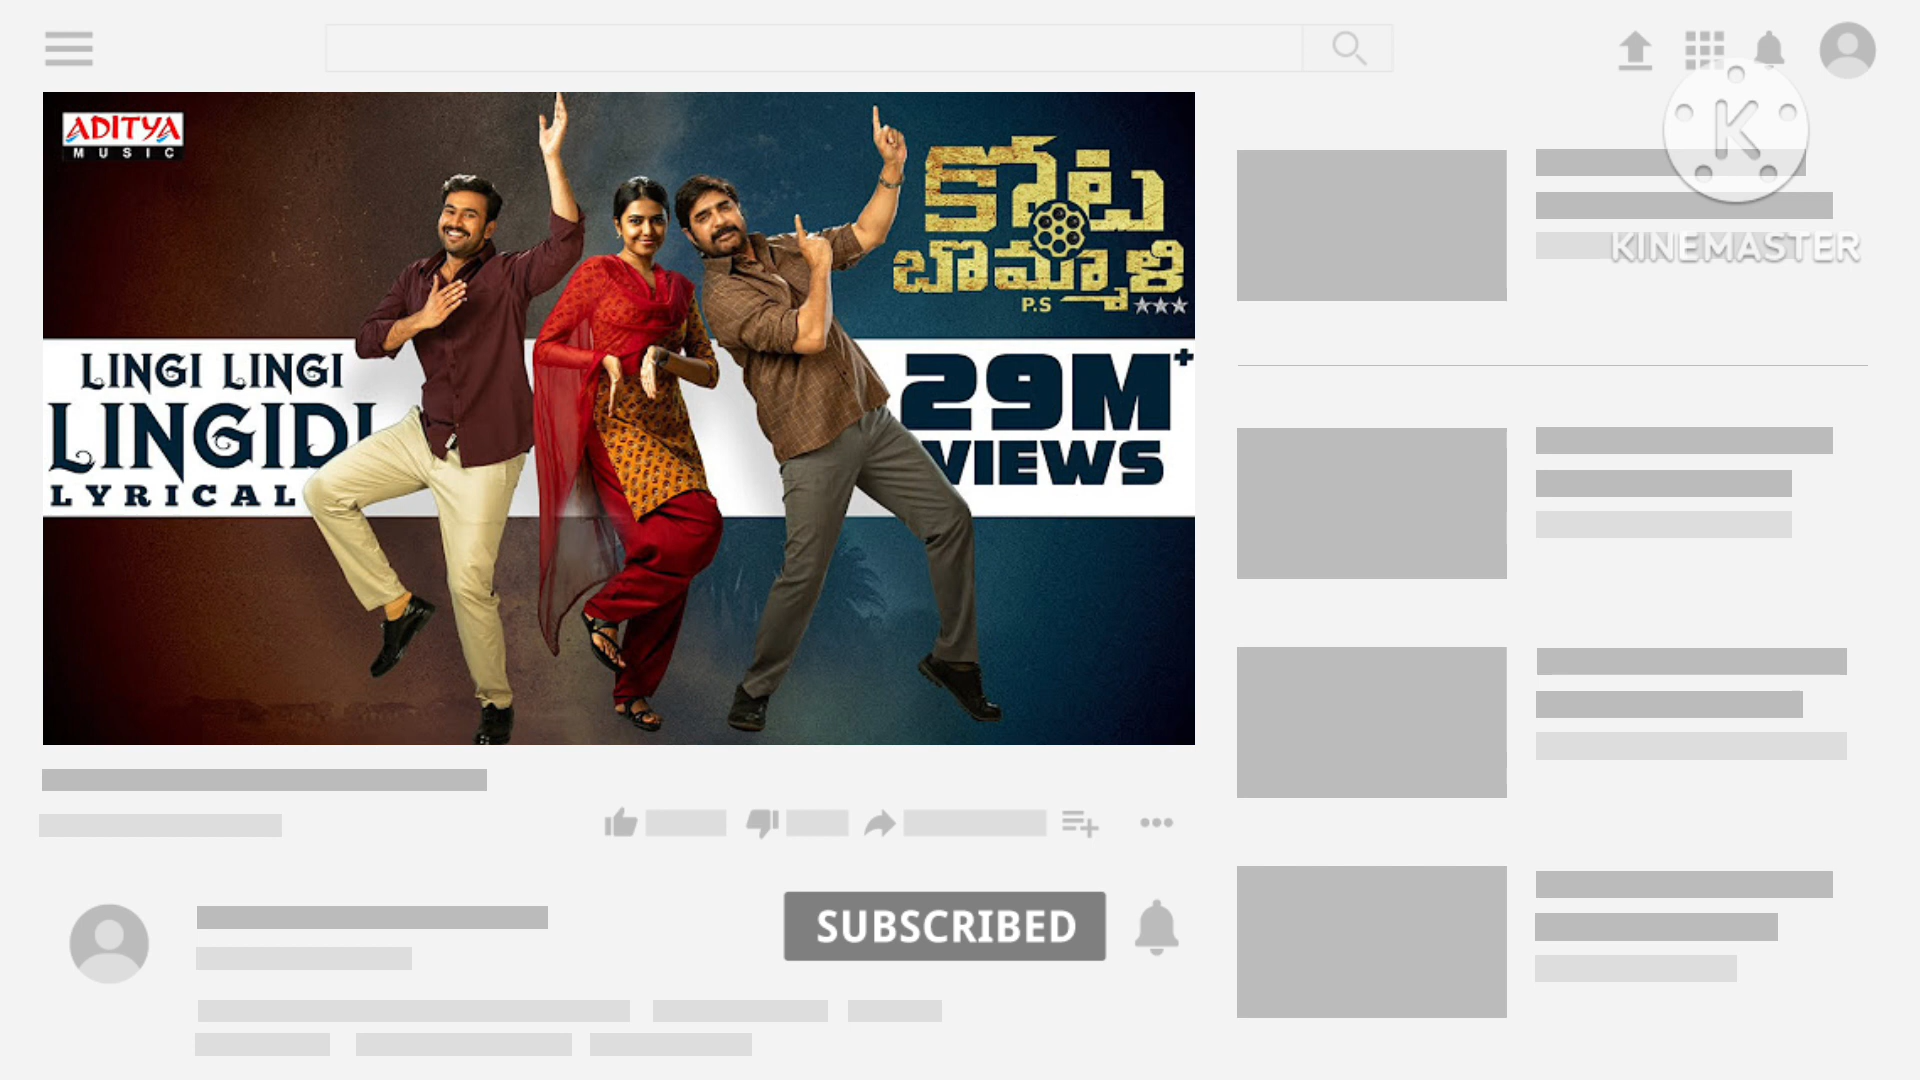 ADITYA
MUSIC
కోట
బొమ్మాళి
P.S
LINGI LINGI
LINGIDI
LYRICAL
29M+
VIEWS
K
KINEMASTER
SUBSCRIBED